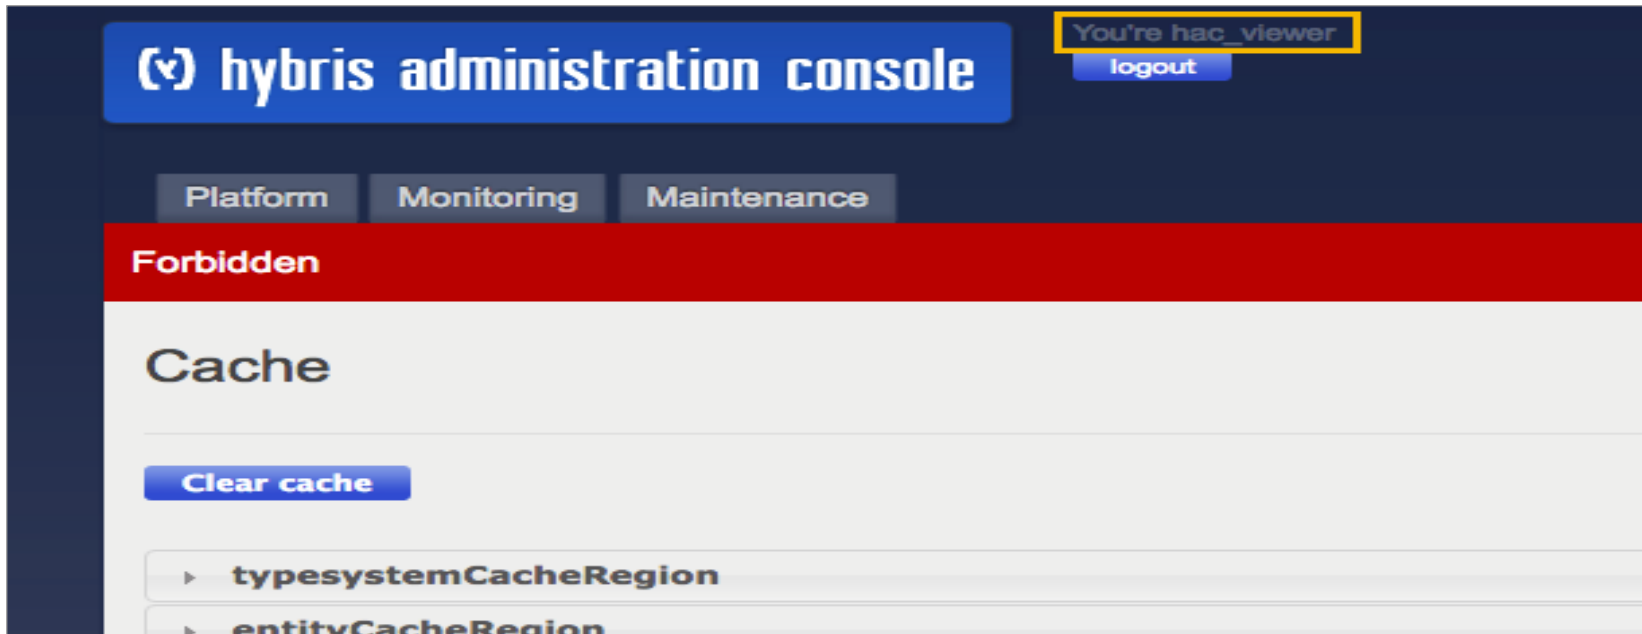 (y) hybris administration console
You're hac_viewer
logout
Platform Monitoring Maintenance
Forbidden
Cache
Clear cache
typesystemCacheRegion
entityCacheRegion